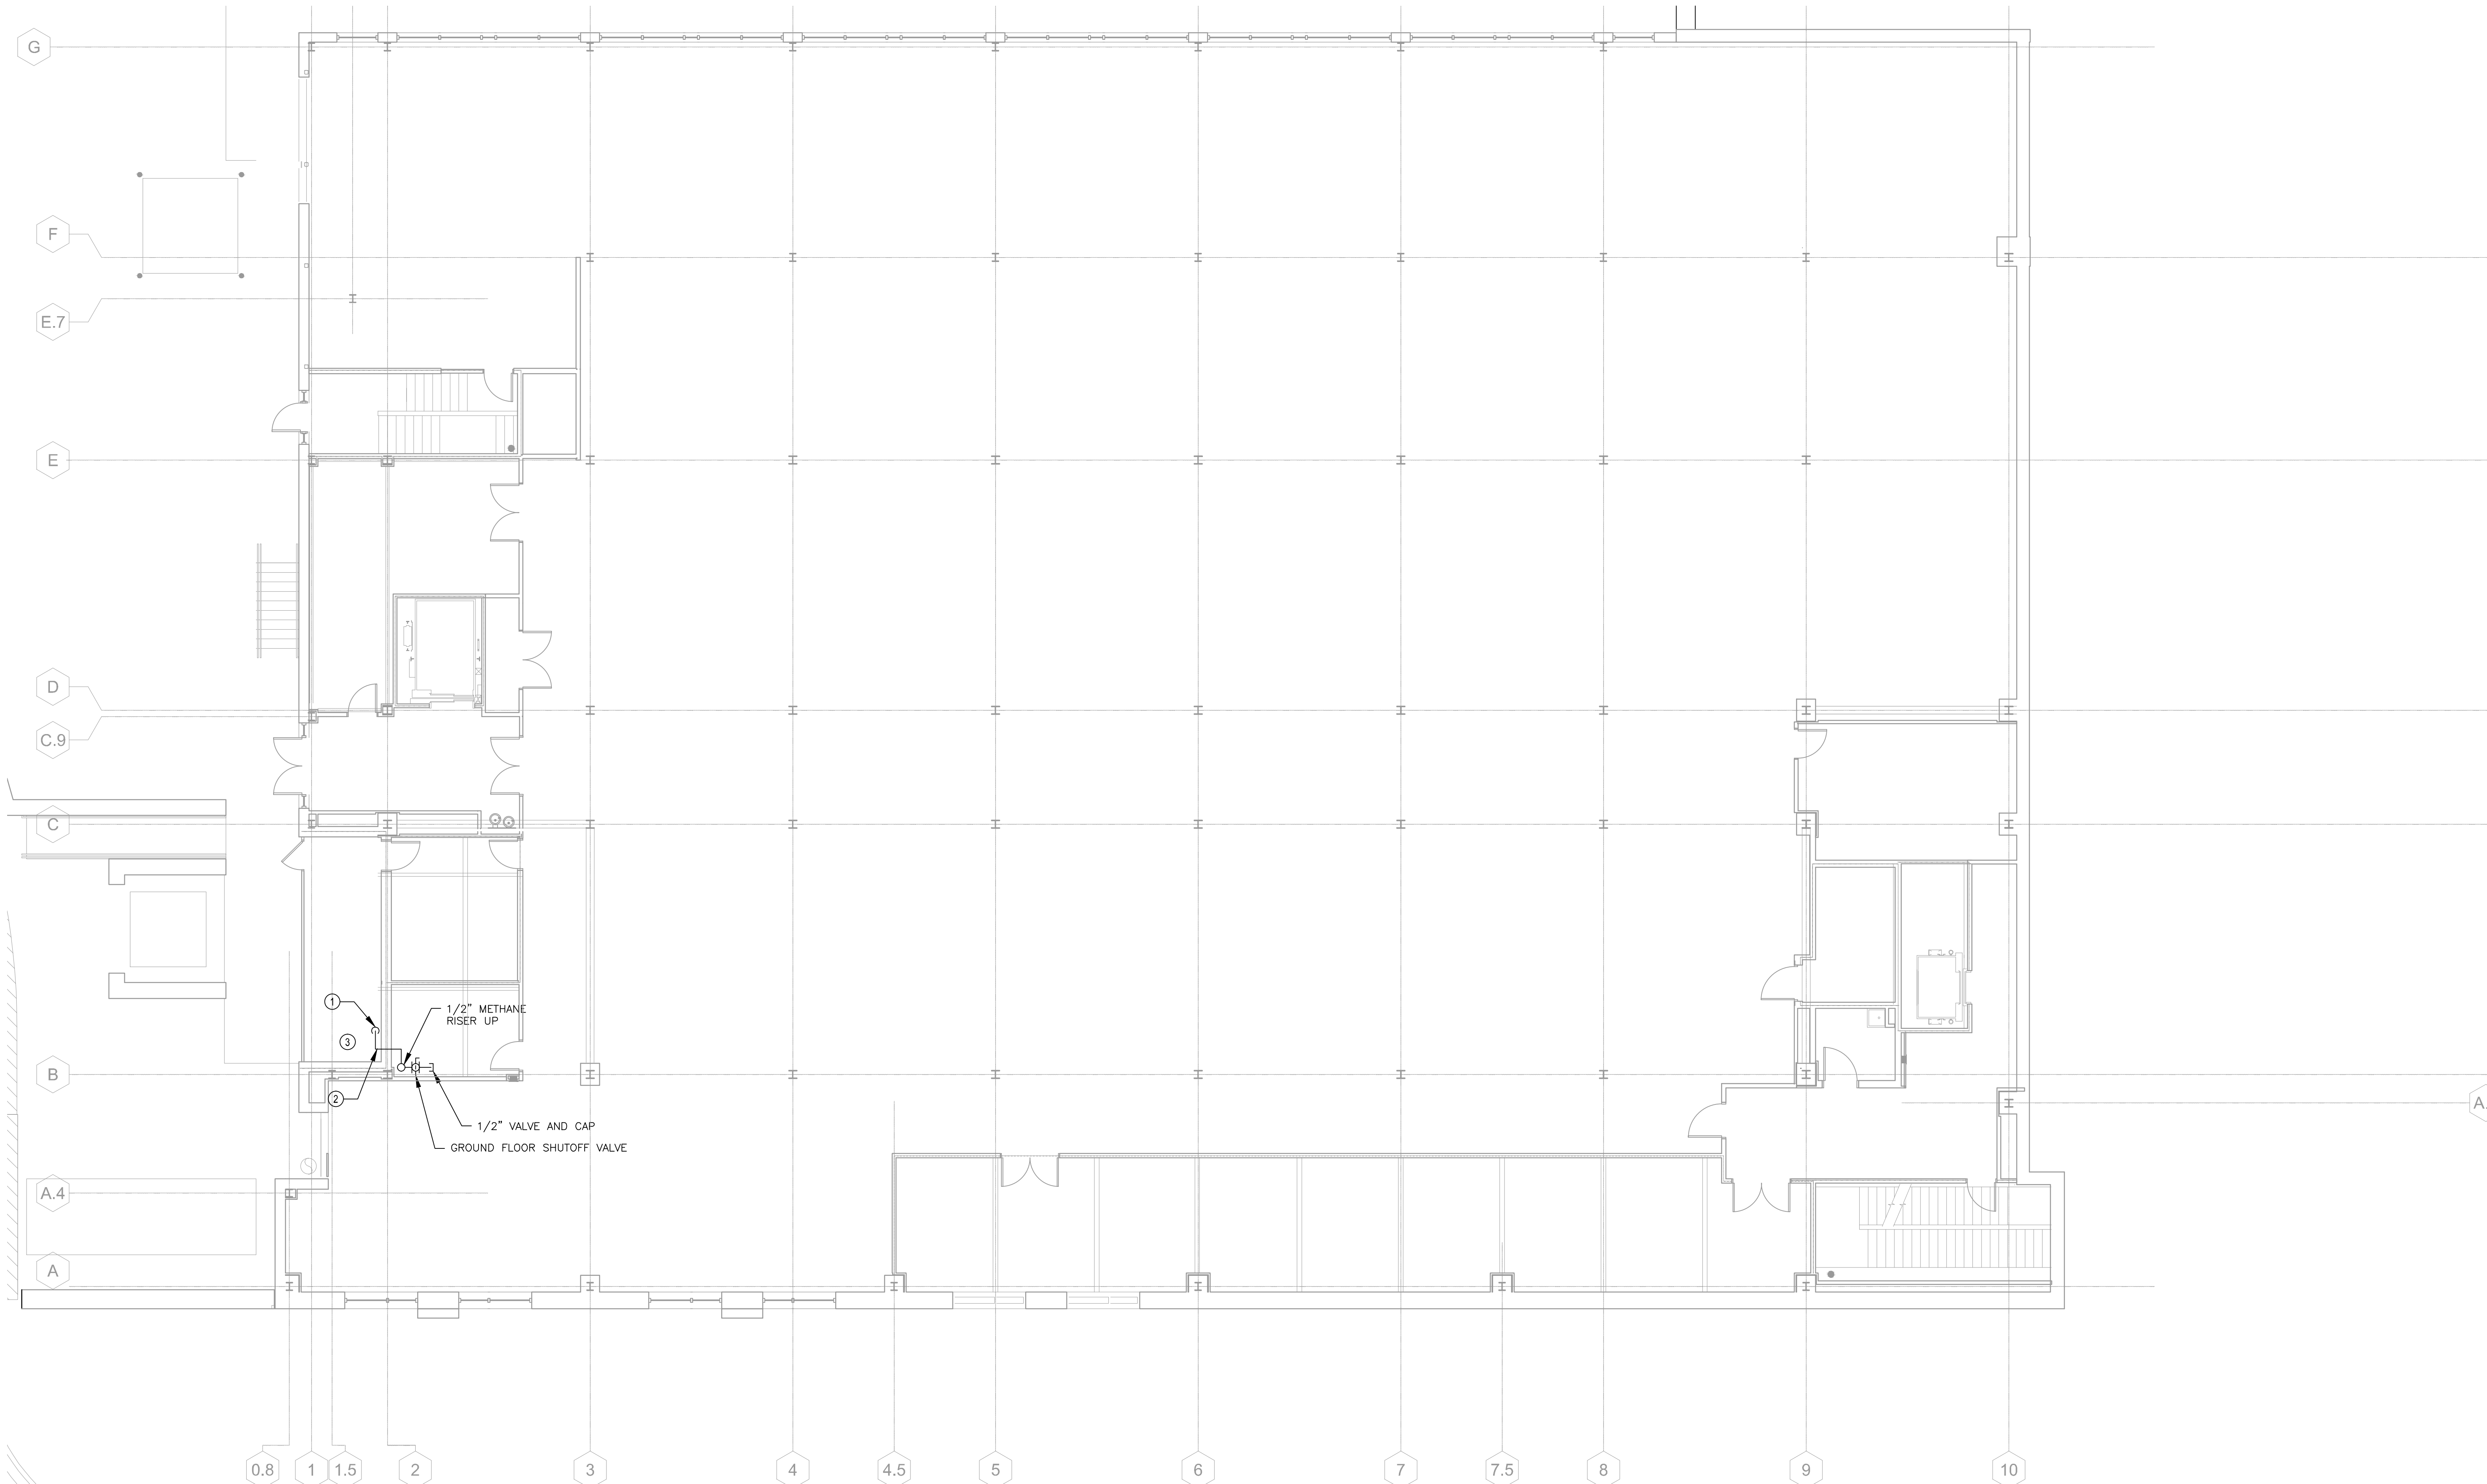 G
F
E.7
E
D
C.9
C
1
1/2" METHANE
RISER UP
3
B
2
A.
1/2" VALVE AND CAP
GROUND FLOOR SHUTOFF VALVE
A.4
A
0.8
1
1.5
2
3
4
4.5
5
6
7
7.5
8
9
10